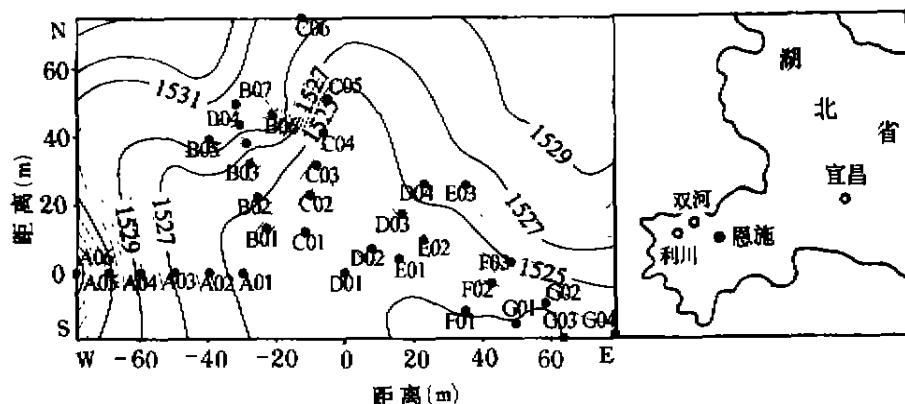 N
60
40
20
0
S
距离(m)
W
-60
-40
-20
0
20
40
60
E
距离(m)
C06
1531
B07
D04
B06
B05
B03
B02
B01
1527
C05
C04
C03
C02
C01
1529
1527
1525
D04
E03
D03
D02
D01
E02
E01
F03
F02
F01
G02
G01
G03
G04
1529
1527
A06
A05
A04
A03
A02
A01
湖
北
省
宜昌
双河
恩施
利川